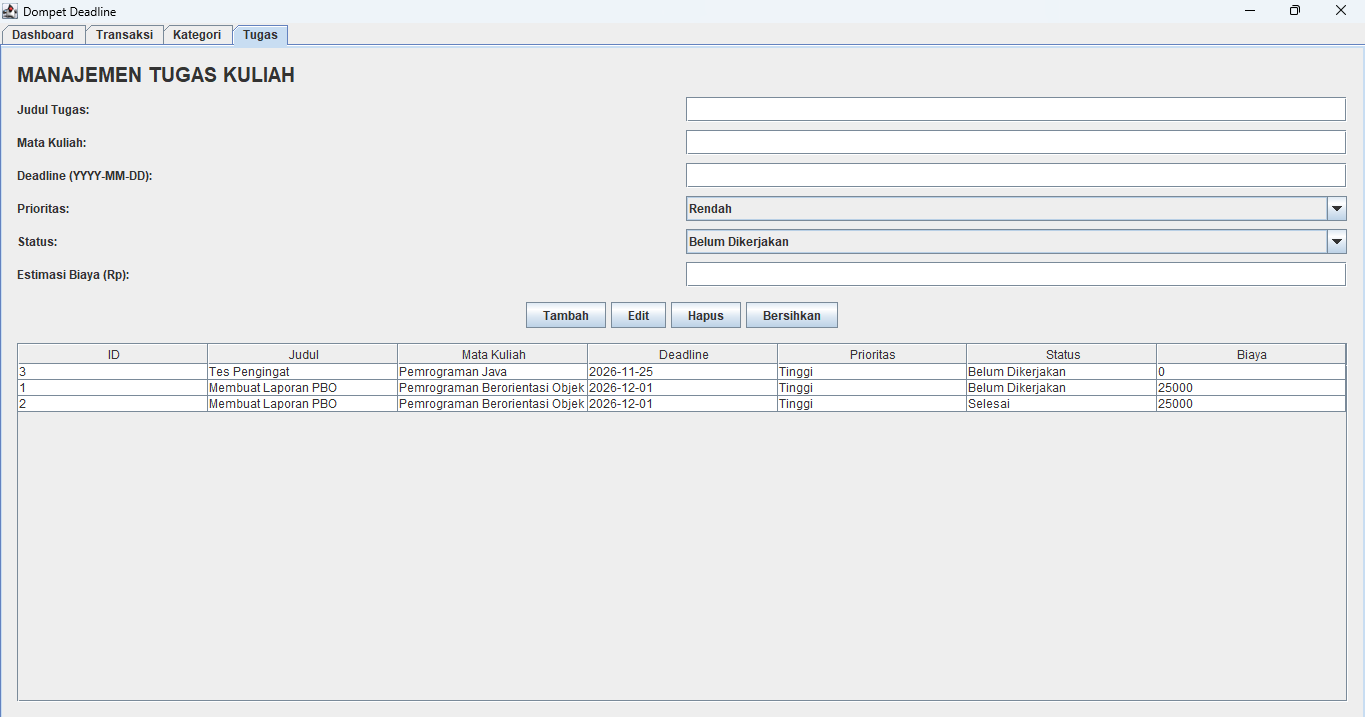 Dompet Deadline
Dashboard Transaksi Kategori Tugas
MANAJEMEN TUGAS KULIAH
Judul Tugas:
Mata Kuliah:
Deadline (YYYY-MM-DD):
Prioritas: Rendah
Status: Belum Dikerjakan
Estimasi Biaya (Rp):
Tambah Edit Hapus Bersihkan
ID Judul Mata Kuliah Deadline Prioritas Status Biaya
3 Tes Pengingat Pemrograman Java 2026-11-25 Tinggi Belum Dikerjakan 0
1 Membuat Laporan PBO Pemrograman Berorientasi Objek 2026-12-01 Tinggi Belum Dikerjakan 25000
2 Membuat Laporan PBO Pemrograman Berorientasi Objek 2026-12-01 Tinggi Selesai 25000